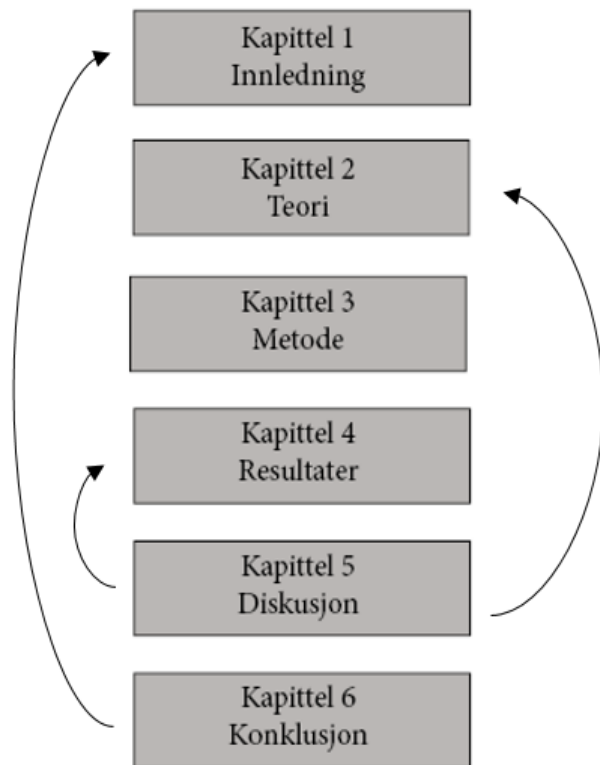 Kapittel 1
Innledning
Kapittel 2
Teori
Kapittel 3
Metode
Kapittel 4
Resultater
Kapittel 5
Diskusjon
Kapittel 6
Konklusjon